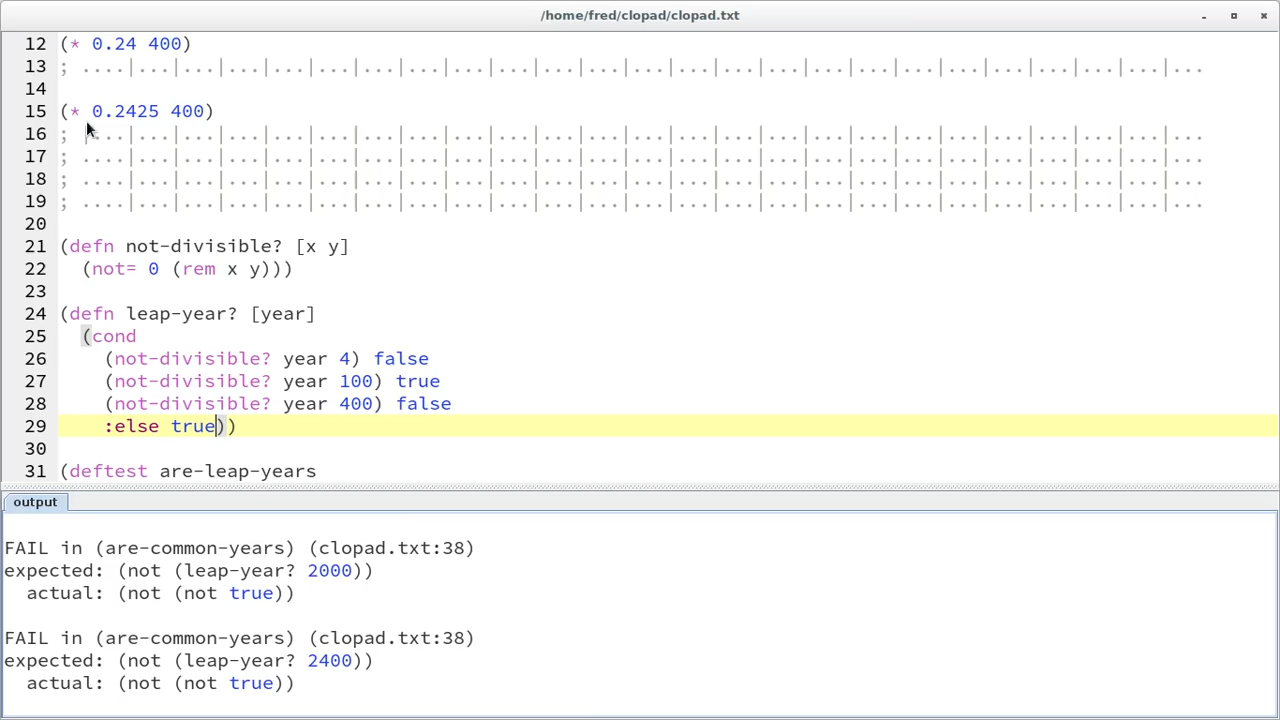 /home/fred/clopad/clopad.txt
12 (* 0.24 400)
13 ; ....|...|...|...|...|...|...|...|...|...|...|...|...|...|...|...|...|...|...|...|...|...|...|...|...
14
15 (* 0.2425 400)
16 ; ....|...|...|...|...|...|...|...|...|...|...|...|...|...|...|...|...|...|...|...|...|...|...|...|...
17 ; ....|...|...|...|...|...|...|...|...|...|...|...|...|...|...|...|...|...|...|...|...|...|...|...|...
18 ; ....|...|...|...|...|...|...|...|...|...|...|...|...|...|...|...|...|...|...|...|...|...|...|...|...
19 ; ....|...|...|...|...|...|...|...|...|...|...|...|...|...|...|...|...|...|...|...|...|...|...|...|...
20
21 (defn not-divisible? [x y]
22   (not= 0 (rem x y)))
23
24 (defn leap-year? [year]
25   (cond
26     (not-divisible? year 4) false
27     (not-divisible? year 100) true
28     (not-divisible? year 400) false
29     :else true))
30
31 (deftest are-leap-years
output
FAIL in (are-common-years) (clopad.txt:38)
expected: (not (leap-year? 2000))
  actual: (not (not true))
FAIL in (are-common-years) (clopad.txt:38)
expected: (not (leap-year? 2400))
  actual: (not (not true))